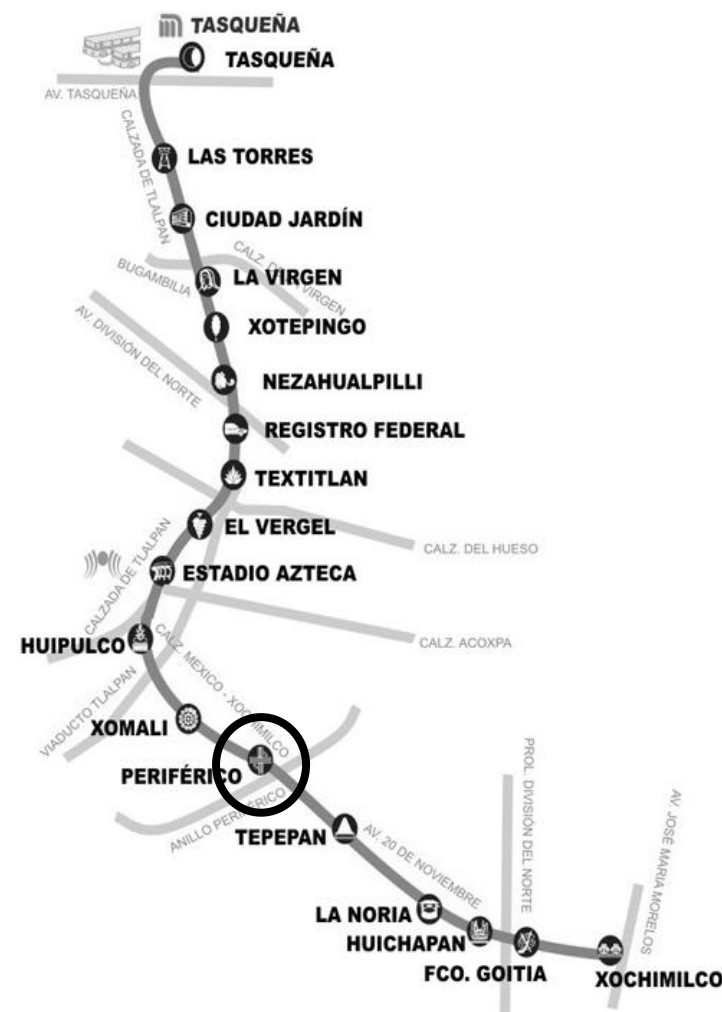 TASQUEÑA
TASQUEÑA
AV. TASQUEÑA
CALZADA DE TLALPAN
LAS TORRES
CIUDAD JARDÍN
CALZ. DE LA VIRGEN
BUGAMBILIA
LA VIRGEN
AV. DIVISIÓN DEL NORTE
XOTEPINGO
NEZAHUALPILLI
REGISTRO FEDERAL
TEXTITLAN
EL VERGEL
CALZ. DEL HUESO
CALZADA DE TLALPAN
ESTADIO AZTECA
HUIPULCO
CALZ. ACOXPA
CALZ. MEXICO - XOCHIMILCO
VIADUCTO TLALPAN
XOMALI
PERIFÉRICO
ANILLO PERIFÉRICO
TEPEPAN
AV. 20 DE NOVIEMBRE
PROL. DIVISIÓN DEL NORTE
AV. JOSE MARIA MORELOS
LA NORIA
HUICHAPAN
FCO. GOITIA
XOCHIMILCO